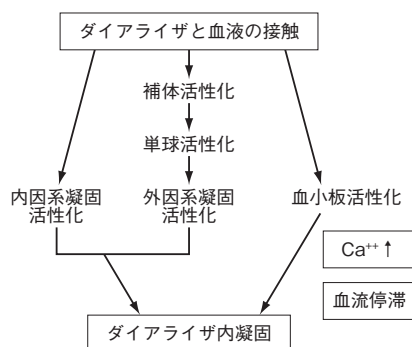 ダイアライザと血液の接触
補体活性化
単球活性化
内因系凝固
活性化
外因系凝固
活性化
血小板活性化
Ca⁺⁺↑
血流停滞
ダイアライザ内凝固